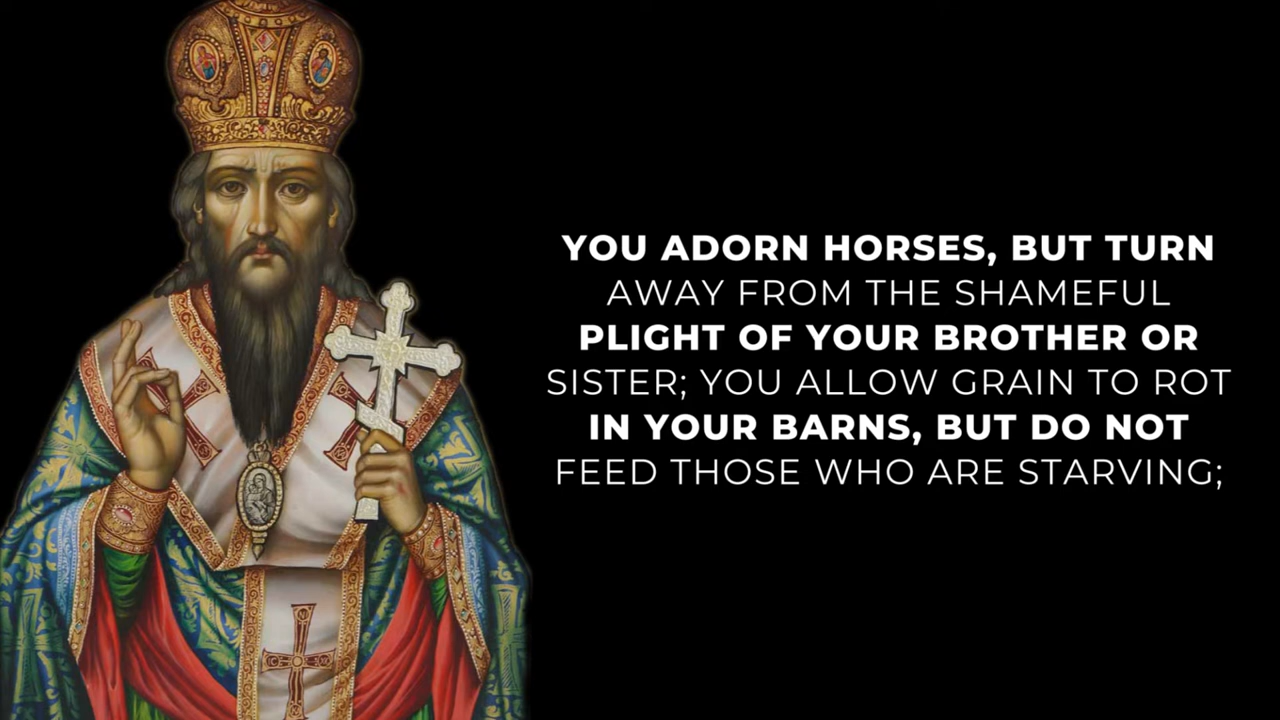 YOU ADORN HORSES, BUT TURN
AWAY FROM THE SHAMEFUL
PLIGHT OF YOUR BROTHER OR
SISTER; YOU ALLOW GRAIN TO ROT
IN YOUR BARNS, BUT DO NOT
FEED THOSE WHO ARE STARVING;